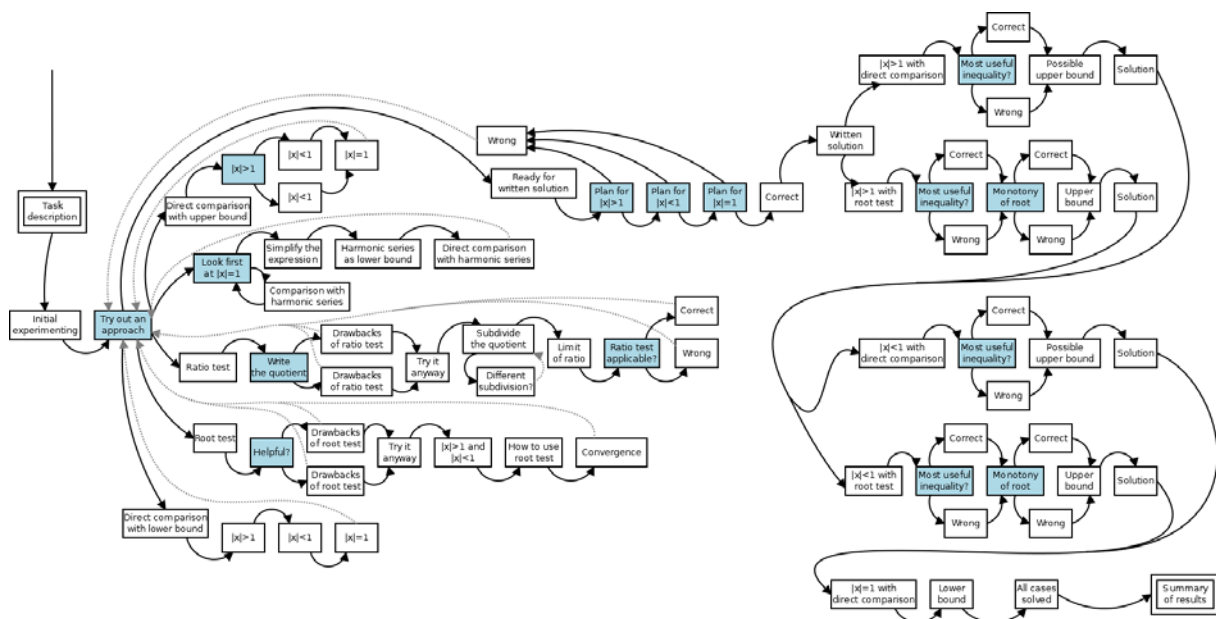 Task
description
Initial
experimenting
Try out an
approach
Direct comparison
with upper bound
|x|>1
|x|<1
|x|=1
|x|<1
Look first
at |x|=1
Simplify the
expression
Harmonic series
as lower bound
Direct comparison
with harmonic series
Comparison with
harmonic series
Ratio test
Write
the quotient
Drawbacks
of ratio test
Drawbacks
of ratio test
Try it
anyway
Subdivide
the quotient
Different
subdivision?
Limit
of ratio
Ratio test
applicable?
Correct
Wrong
Root test
Helpful?
Drawbacks
of root test
Drawbacks
of root test
Try it
anyway
|x|>1 and
|x|<1
How to use
root test
Convergence
Direct comparison
with lower bound
|x|>1
|x|<1
|x|=1
Wrong
Ready for
written solution
Plan for
|x|>1
Plan for
|x|<1
Plan for
|x|=1
Correct
Written
solution
|x|>1 with
direct comparison
Most useful
inequality?
Correct
Wrong
Possible
upper bound
Solution
|x|>1 with
root test
Most useful
inequality?
Correct
Wrong
Monotony
of root
Correct
Wrong
Upper
bound
Solution
|x|<1 with
direct comparison
Most useful
inequality?
Correct
Wrong
Possible
upper bound
Solution
|x|<1 with
root test
Most useful
inequality?
Correct
Wrong
Monotony
of root
Correct
Wrong
Upper
bound
Solution
|x|=1 with
direct comparison
Lower
bound
All cases
solved
Summary
of results